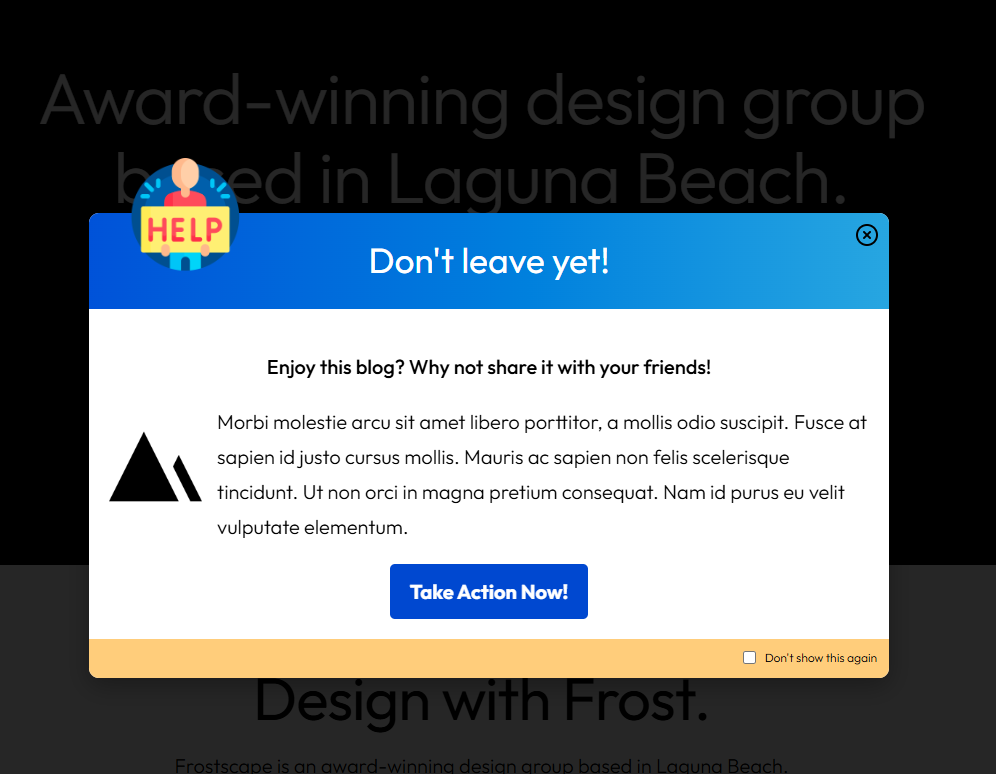 Award-winning design group
based in Laguna Beach.
HELP
Don't leave yet!
Enjoy this blog? Why not share it with your friends!
Morbi molestie arcu sit amet libero porttitor, a mollis odio suscipit. Fusce at
sapien id justo cursus mollis. Mauris ac sapien non felis scelerisque
tincidunt. Ut non orci in magna pretium consequat. Nam id purus eu velit
vulputate elementum.
Take Action Now!
Don't show this again
Design with Frost.
Frostscape is an award-winning design group based in Laguna Beach.